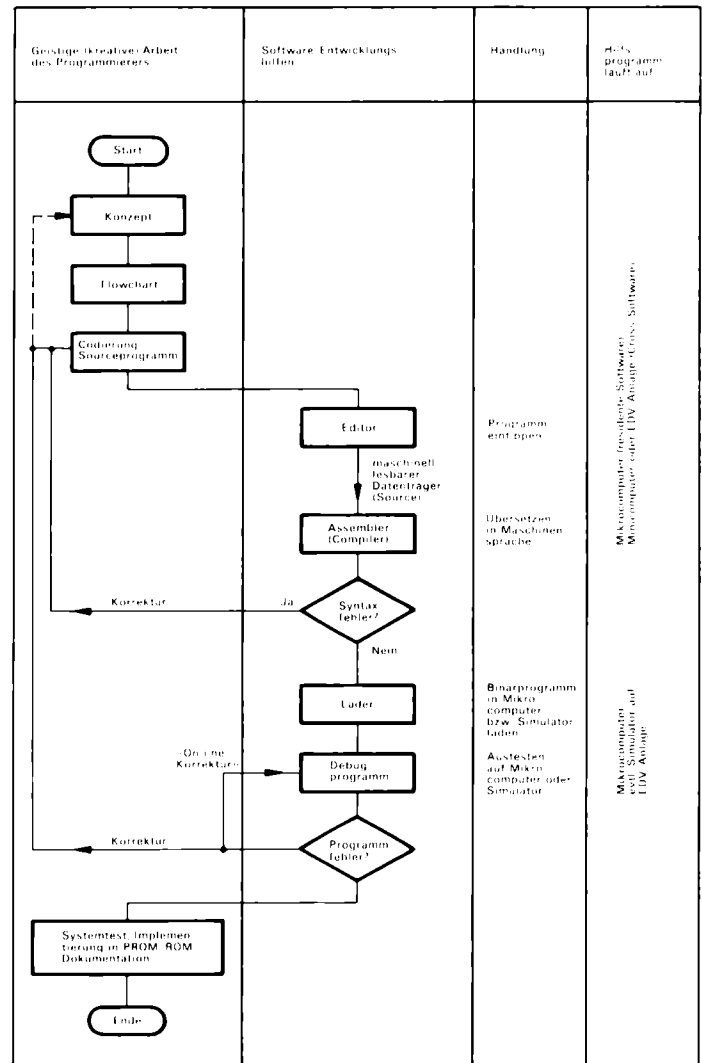 Geistige (kreative) Arbeit
des Programmierers
Software Entwicklungs
hilfen
Handlung
Hilfs
programm
lauft auf
Start
Konzept
Flowchart
Codierung
Sourceprogramm
Editor
Programm
eintippen
maschinell
lesbarer
Datenträger
(Source)
Assembler
(Compiler)
Übersetzen
in Maschinen
sprache
Mikrocomputer (residente Software)
Minicomputer oder EDV Anlage (Cross Software)
Korrektur
Ja
Syntax
fehler?
Nein
Lader
Binarprogramm
in Mikro
computer
bzw. Simulator
laden
«On line
Korrektur»
Debug
programm
Austesten
auf Mikro
computer oder
Simulator
Mikrocomputer
evtl Simulator auf
EDV Anlage
Korrektur
Programm
fehler?
Systemtest, Implemen
tierung in PROM ROM
Dokumentation
Ende